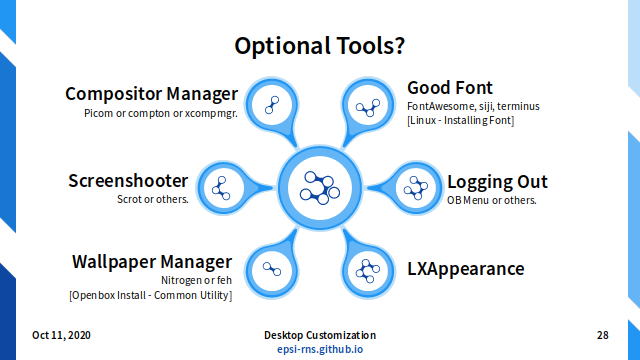 Optional Tools?
Compositor Manager
Picom or compton or xcompmgr.
Good Font
FontAwesome, siji, terminus
[Linux - Installing Font]
Screenshooter
Scrot or others.
Logging Out
OB Menu or others.
Wallpaper Manager
Nitrogen or feh
[Openbox Install - Common Utility]
LXAppearance
Oct 11, 2020
Desktop Customization
28
epsi-rns.github.io